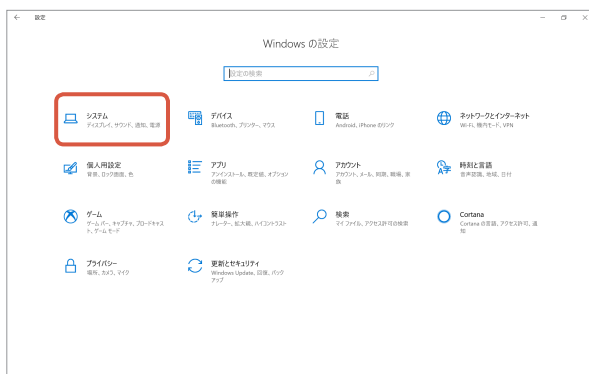 設定
Windows の設定
設定の検索
システム
ディスプレイ、サウンド、通知、電源
デバイス
Bluetooth、プリンター、マウス
電話
Android、iPhone のリンク
ネットワークとインターネット
Wi-Fi、機内モード、VPN
個人用設定
背景、ロック画面、色
アプリ
アンインストール、既定値、オプション
の機能
アカウント
アカウント、メール、同期、職場、家
族
時刻と言語
音声認識、地域、日付
ゲーム
ゲーム バー、キャプチャ、ブロードキャス
ト、ゲーム モード
簡単操作
ナレーター、拡大鏡、ハイコントラスト
検索
マイ ファイル、アクセス許可の検索
Cortana
Cortana の言語、アクセス許可、通
知
プライバシー
場所、カメラ、マイク
更新とセキュリティ
Windows Update、回復、バック
アップ